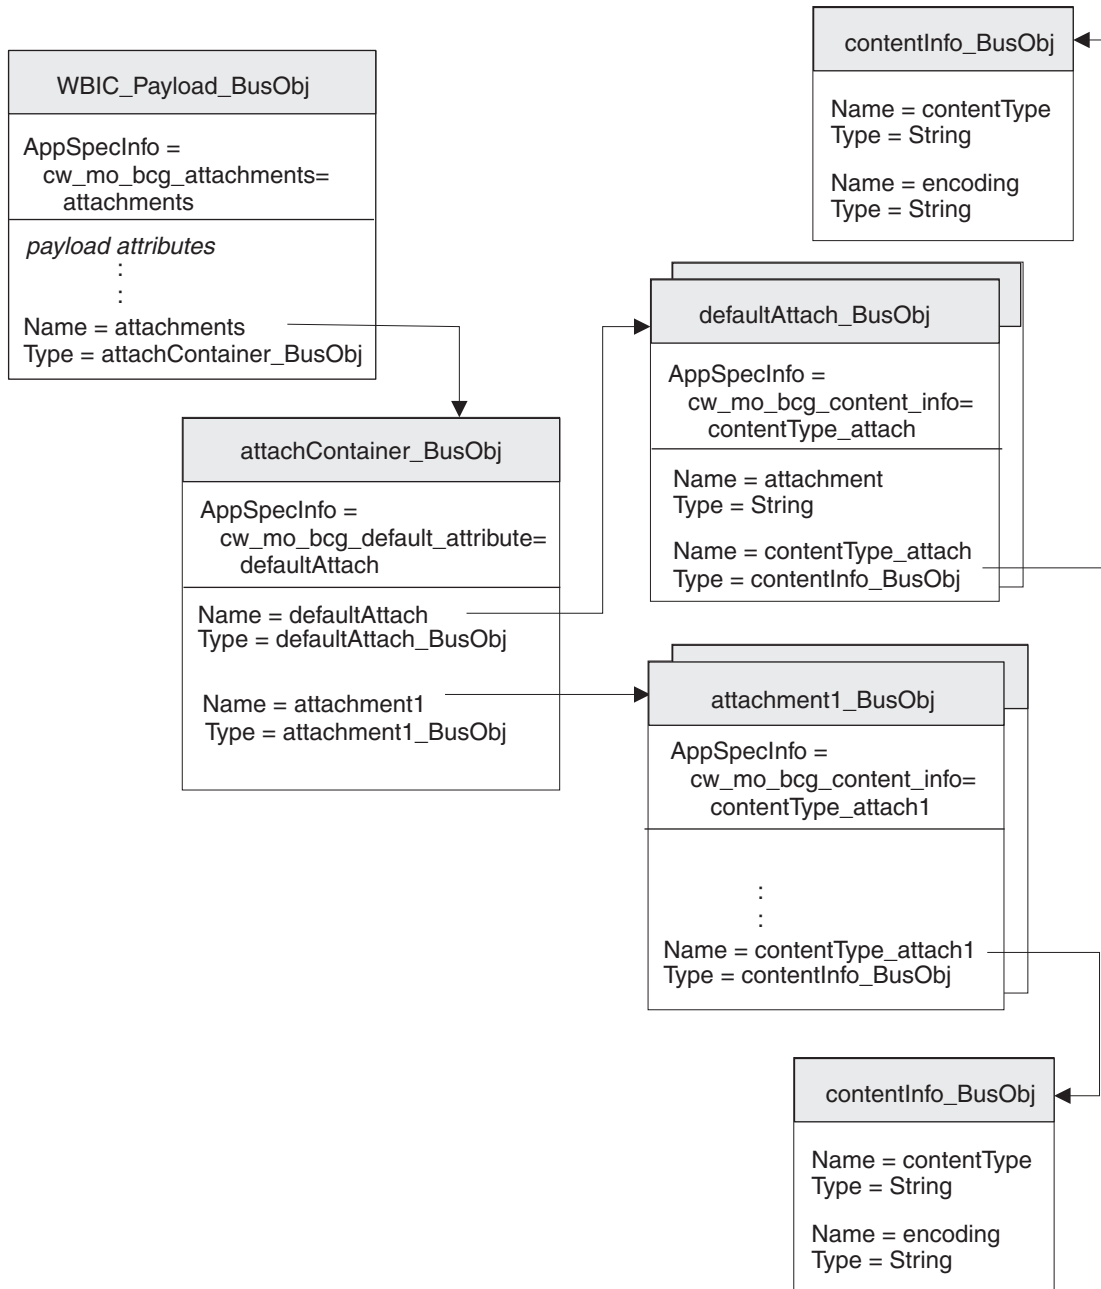 WBIC_Payload_BusObj
AppSpecInfo =
cw_mo_bcg_attachments=
attachments
payload attributes
:
:
Name = attachments
Type = attachContainer_BusObj
attachContainer_BusObj
AppSpecInfo =
cw_mo_bcg_default_attribute=
defaultAttach
Name = defaultAttach
Type = defaultAttach_BusObj
Name = attachment1
Type = attachment1_BusObj
contentInfo_BusObj
Name = contentType
Type = String
Name = encoding
Type = String
defaultAttach_BusObj
AppSpecInfo =
cw_mo_bcg_content_info=
contentType_attach
Name = attachment
Type = String
Name = contentType_attach
Type = contentInfo_BusObj
attachment1_BusObj
AppSpecInfo =
cw_mo_bcg_content_info=
contentType_attach1
:
:
Name = contentType_attach1
Type = contentInfo_BusObj
contentInfo_BusObj
Name = contentType
Type = String
Name = encoding
Type = String